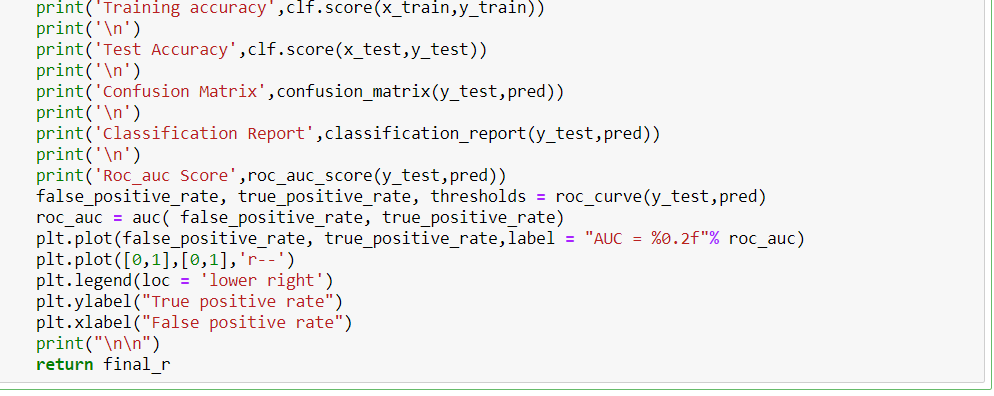 print('Training accuracy',clf.score(x_train,y_train))
print('\n')
print('Test Accuracy',clf.score(x_test,y_test))
print('\n')
print('Confusion Matrix',confusion_matrix(y_test,pred))
print('\n')
print('Classification Report',classification_report(y_test,pred))
print('\n')
print('Roc_auc Score',roc_auc_score(y_test,pred))
false_positive_rate, true_positive_rate, thresholds = roc_curve(y_test,pred)
roc_auc = auc( false_positive_rate, true_positive_rate)
plt.plot(false_positive_rate, true_positive_rate,label = "AUC = %0.2f"% roc_auc)
plt.plot([0,1],[0,1],'r--')
plt.legend(loc = 'lower right')
plt.ylabel("True positive rate")
plt.xlabel("False positive rate")
print("\n\n")
return final_r